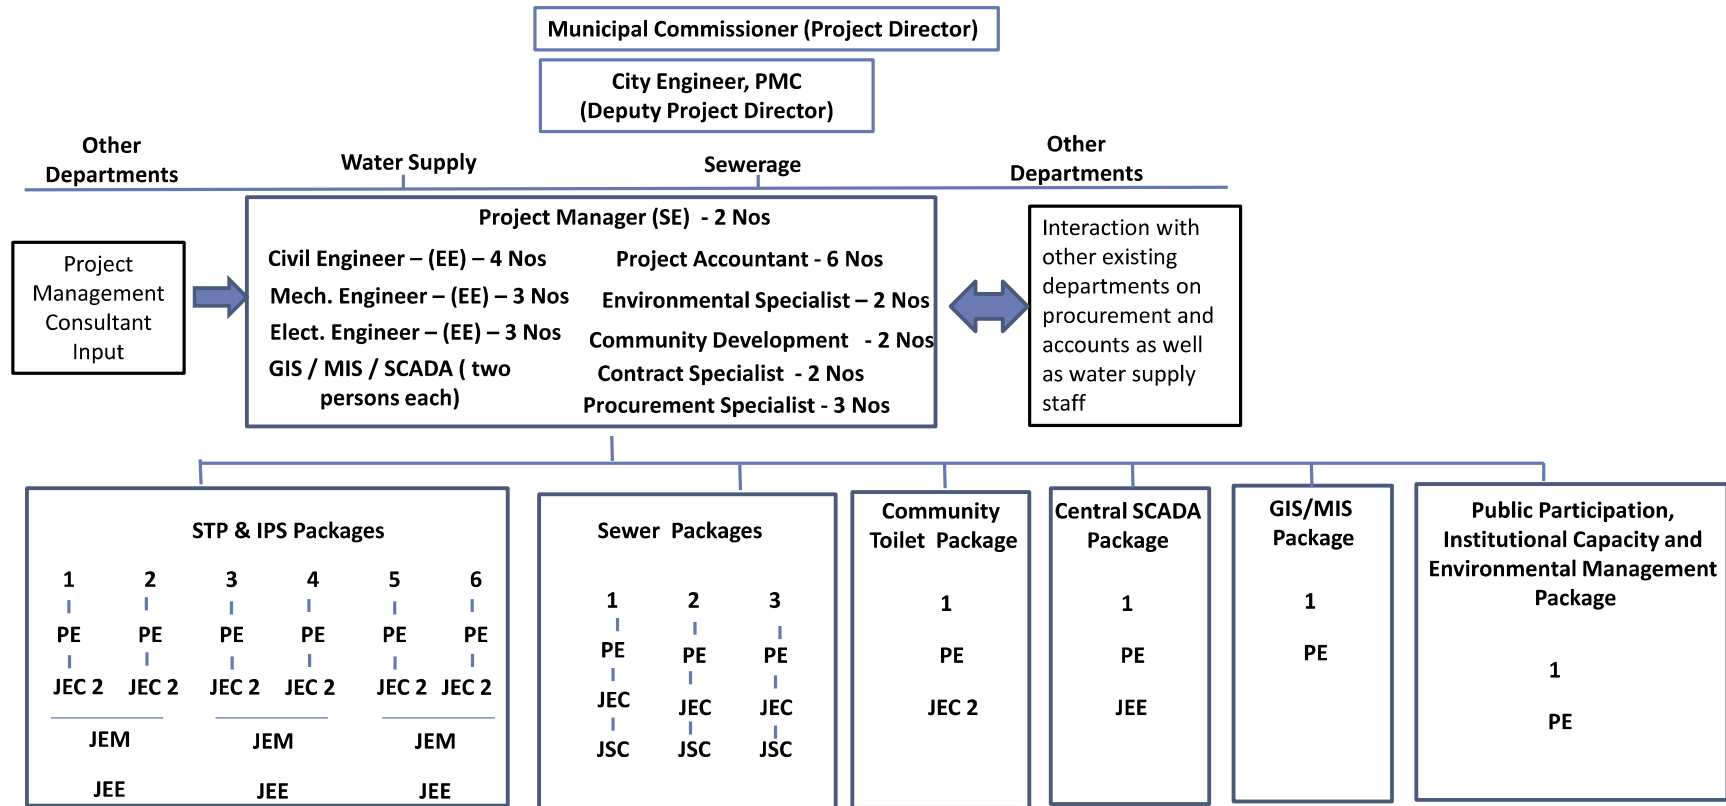 Municipal Commissioner (Project Director)
City Engineer, PMC
(Deputy Project Director)
Other
Departments
Water Supply
Sewerage
Other
Departments
Project
Management
Consultant
Input
Project Manager (SE) - 2 Nos
Civil Engineer – (EE) – 4 Nos
Mech. Engineer – (EE) – 3 Nos
Elect. Engineer – (EE) – 3 Nos
GIS / MIS / SCADA ( two
persons each)
Project Accountant - 6 Nos
Environmental Specialist – 2 Nos
Community Development - 2 Nos
Contract Specialist - 2 Nos
Procurement Specialist - 3 Nos
Interaction with
other existing
departments on
procurement and
accounts as well
as water supply
staff
STP & IPS Packages
1 2 3 4 5 6
PE PE PE PE PE PE
JEC 2 JEC 2 JEC 2 JEC 2 JEC 2 JEC 2
JEM JEM JEM
JEE JEE JEE
Sewer Packages
1 2 3
PE PE PE
JEC JEC JEC
JSC JSC JSC
Community
Toilet Package
1
PE
JEC 2
Central SCADA
Package
1
PE
JEE
GIS/MIS
Package
1
PE
Public Participation,
Institutional Capacity and
Environmental Management
Package
1
PE